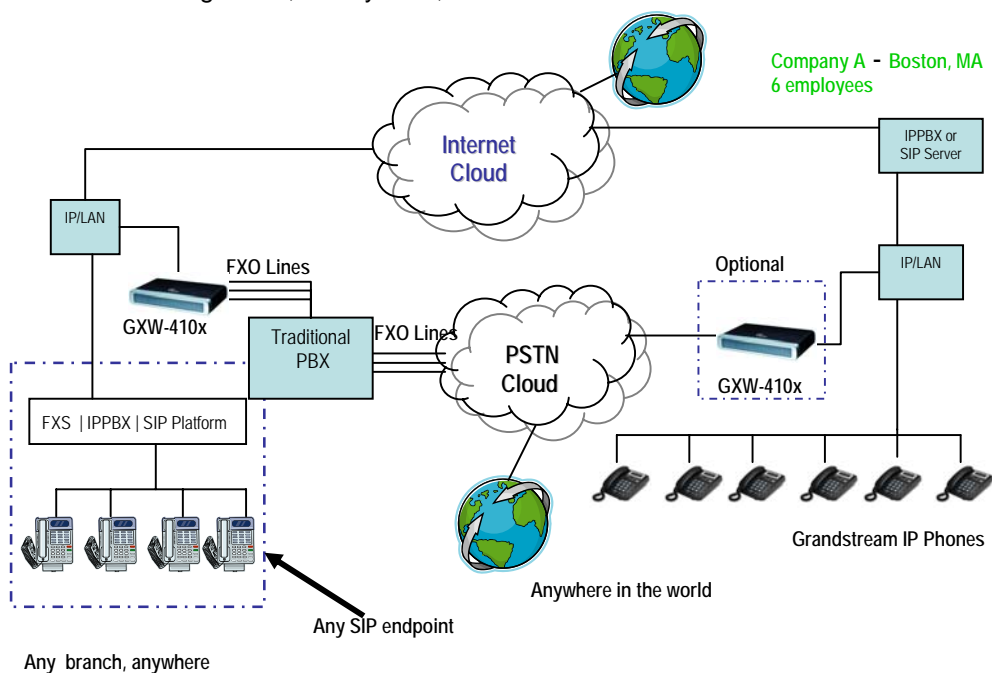 Company A - Boston, MA
6 employees
Internet
Cloud
IPPBX or
SIP Server
IP/LAN
FXO Lines
Optional
IP/LAN
GXW-410x
Traditional
PBX
FXO Lines
PSTN
Cloud
GXW-410x
FXS | IPPBX | SIP Platform
Grandstream IP Phones
Anywhere in the world
Any SIP endpoint
Any branch, anywhere